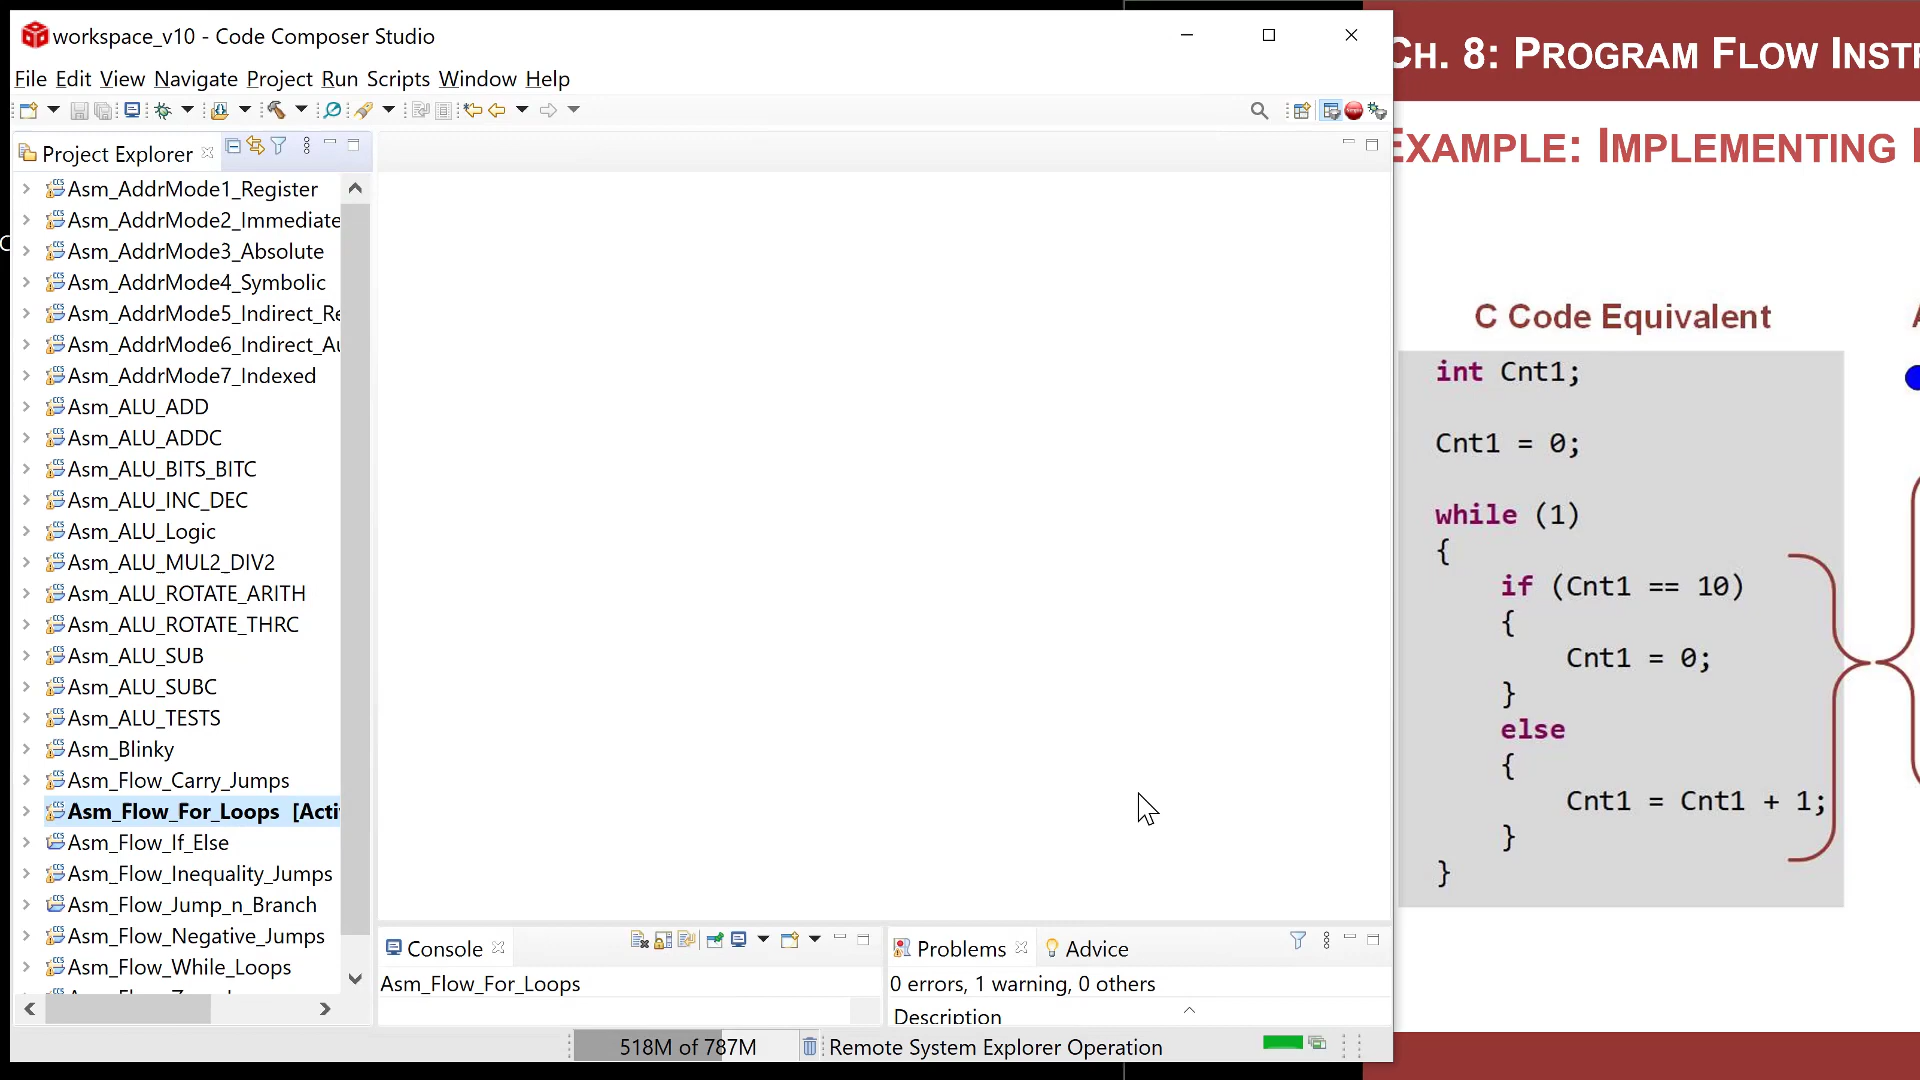 workspace_v10 - Code Composer Studio
File Edit View Navigate Project Run Scripts Window Help
Project Explorer
Asm_AddrMode1_Register
Asm_AddrMode2_Immediate
Asm_AddrMode3_Absolute
Asm_AddrMode4_Symbolic
Asm_AddrMode5_Indirect_Re
Asm_AddrMode6_Indirect_Au
Asm_AddrMode7_Indexed
Asm_ALU_ADD
Asm_ALU_ADDC
Asm_ALU_BITS_BITC
Asm_ALU_INC_DEC
Asm_ALU_Logic
Asm_ALU_MUL2_DIV2
Asm_ALU_ROTATE_ARITH
Asm_ALU_ROTATE_THRC
Asm_ALU_SUB
Asm_ALU_SUBC
Asm_ALU_TESTS
Asm_Blinky
Asm_Flow_Carry_Jumps
Asm_Flow_For_Loops [Acti
Asm_Flow_If_Else
Asm_Flow_Inequality_Jumps
Asm_Flow_Jump_n_Branch
Asm_Flow_Negative_Jumps
Asm_Flow_While_Loops
Console
Asm_Flow_For_Loops
Problems
Advice
0 errors, 1 warning, 0 others
Description
518M of 787M
Remote System Explorer Operation
CH. 8: PROGRAM FLOW INSTR
EXAMPLE: IMPLEMENTING
C Code Equivalent
int Cnt1;
Cnt1 = 0;
while (1)
{
if (Cnt1 == 10)
{
Cnt1 = 0;
}
else
{
Cnt1 = Cnt1 + 1;
}
}